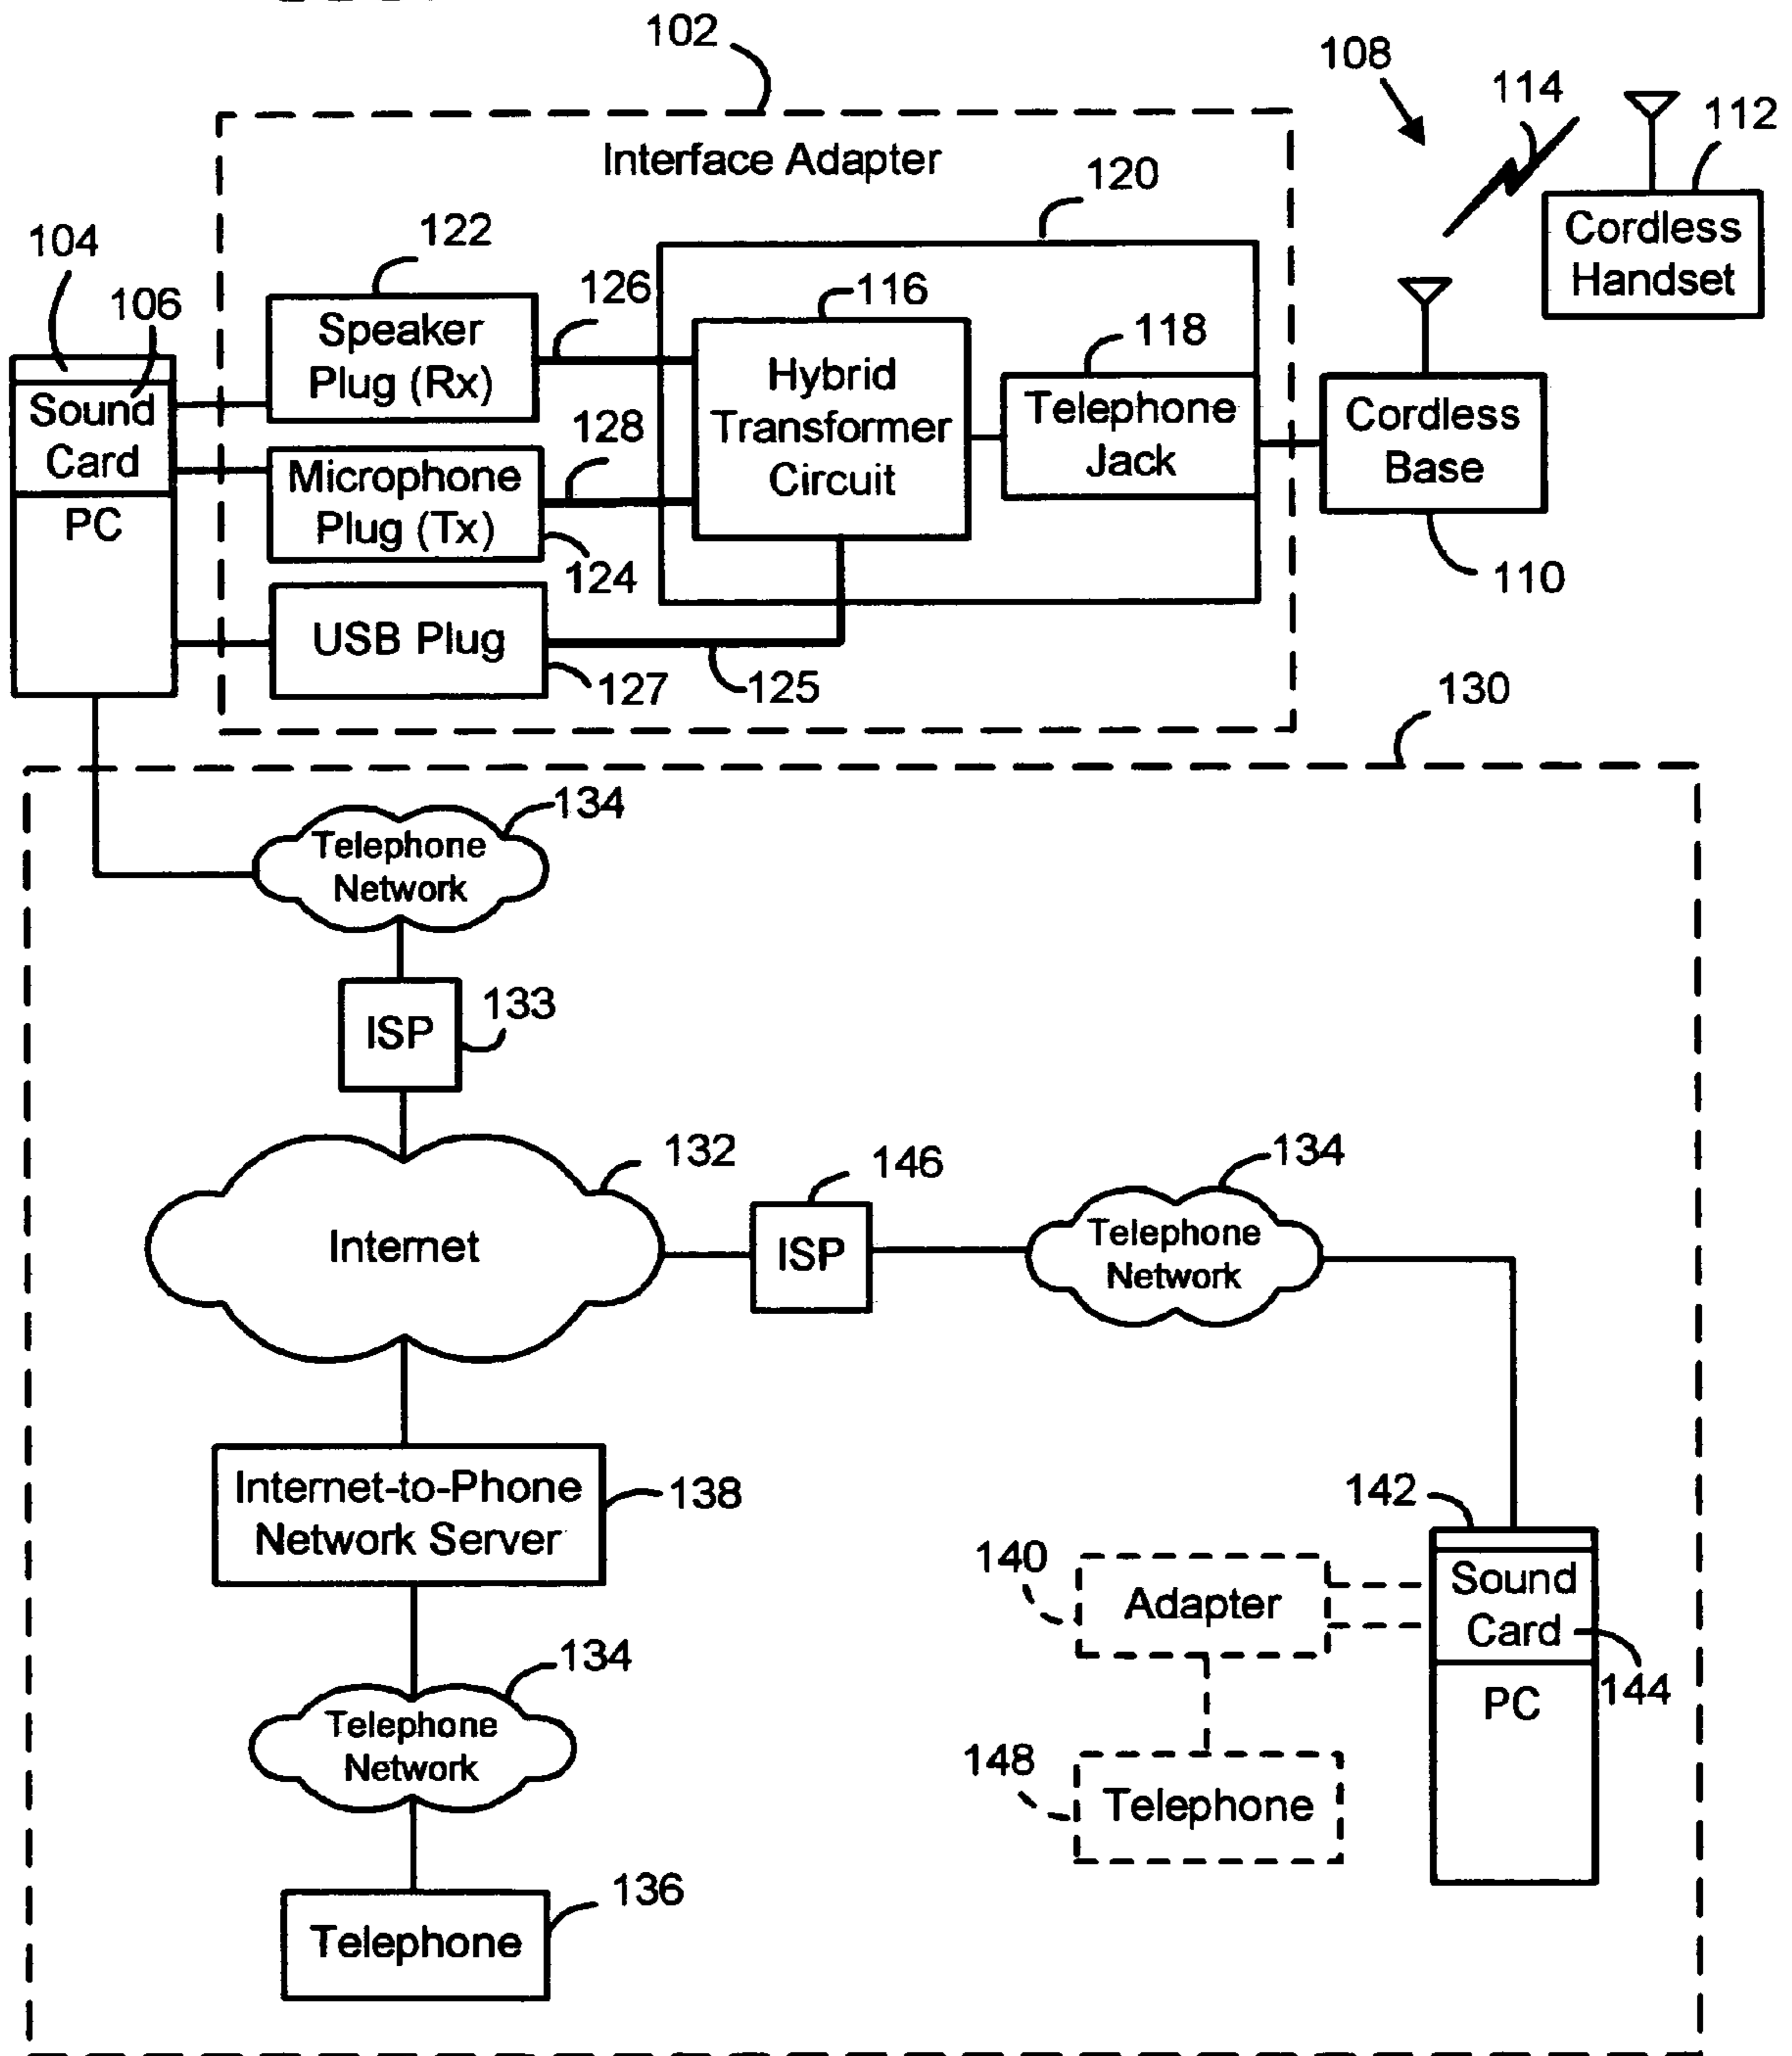 102
108
114
112
Interface Adapter
120
Cordless
Handset
104
106
122
126
116
118
Speaker
Plug (Rx)
Hybrid
Transformer
Circuit
Telephone
Jack
Cordless
Base
Sound
Card
128
Microphone
Plug (Tx)
PC
124
110
USB Plug
127
125
130
134
Telephone
Network
ISP
133
132
146
134
Internet
ISP
Telephone
Network
Internet-to-Phone
Network Server
138
142
140
Adapter
Sound
Card
144
PC
134
Telephone
Network
148
Telephone
136
Telephone